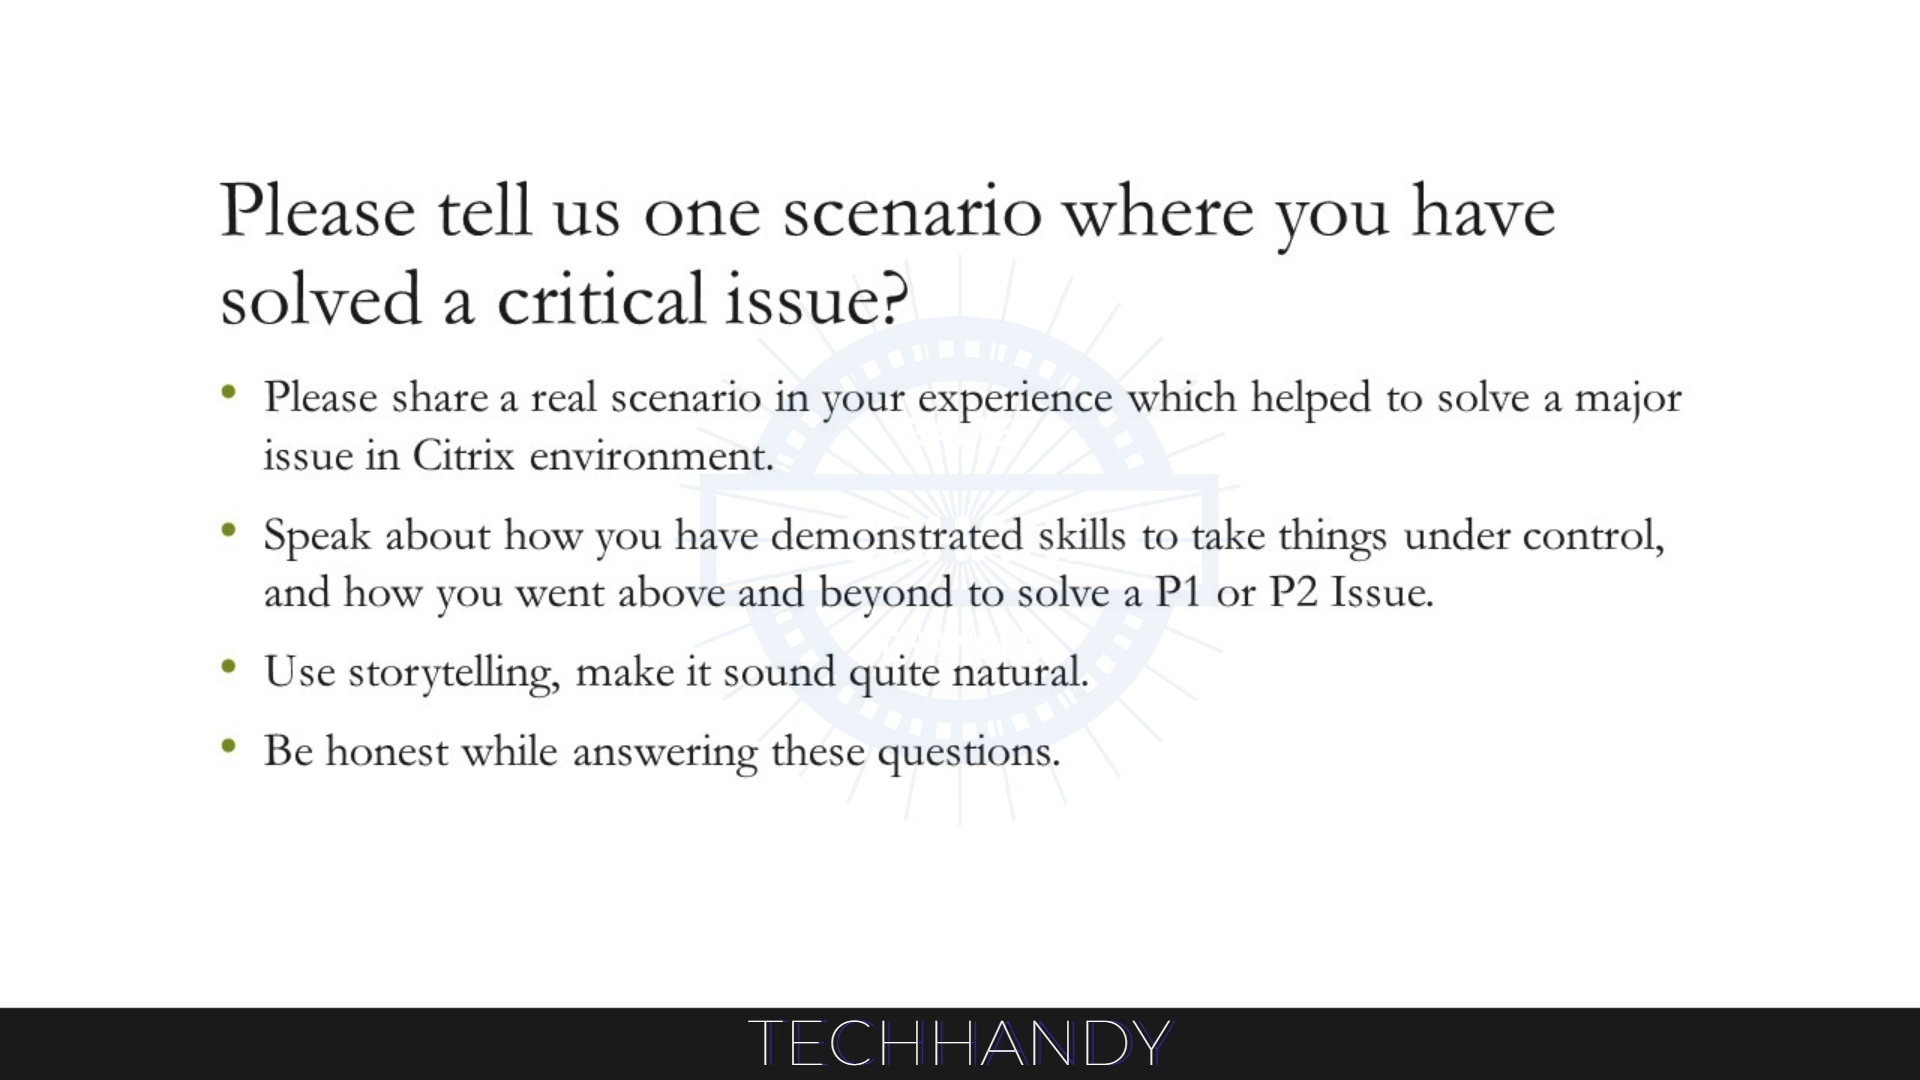 Please tell us one scenario where you have
solved a critical issue?
• Please share a real scenario in your experience which helped to solve a major
issue in Citrix environment.
• Speak about how you have demonstrated skills to take things under control,
and how you went above and beyond to solve a P1 or P2 Issue.
• Use storytelling, make it sound quite natural.
• Be honest while answering these questions.
TECHHANDY